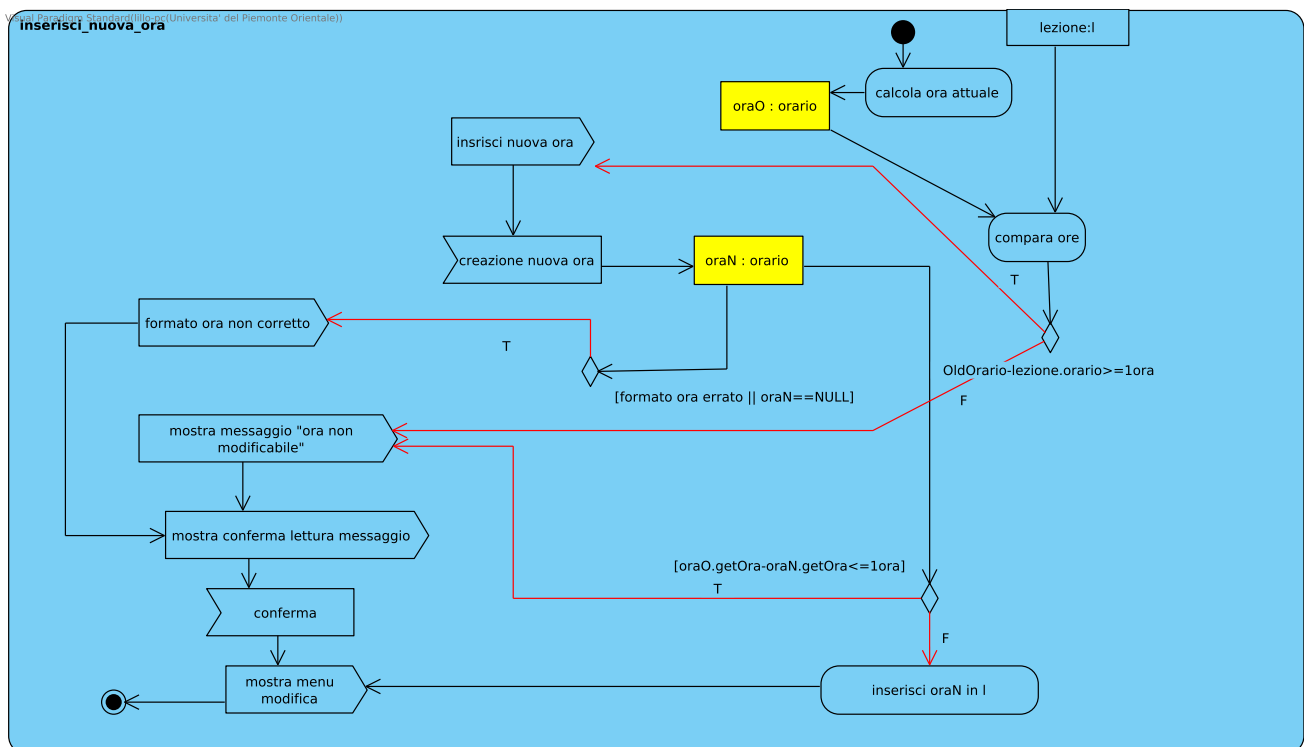 Visual Paradigm Standard(lillo-pc(Universita' del Piemonte Orientale))
inserisci_nuova_ora
lezione:l
calcola ora attuale
oraO : orario
insrisci nuova ora
compara ore
creazione nuova ora
oraN : orario
T
formato ora non corretto
T
OldOrario-lezione.orario>=1ora
[formato ora errato || oraN==NULL]
F
mostra messaggio "ora non
modificabile"
mostra conferma lettura messaggio
[oraO.getOra-oraN.getOra<=1ora]
T
conferma
F
mostra menu
modifica
inserisci oraN in l